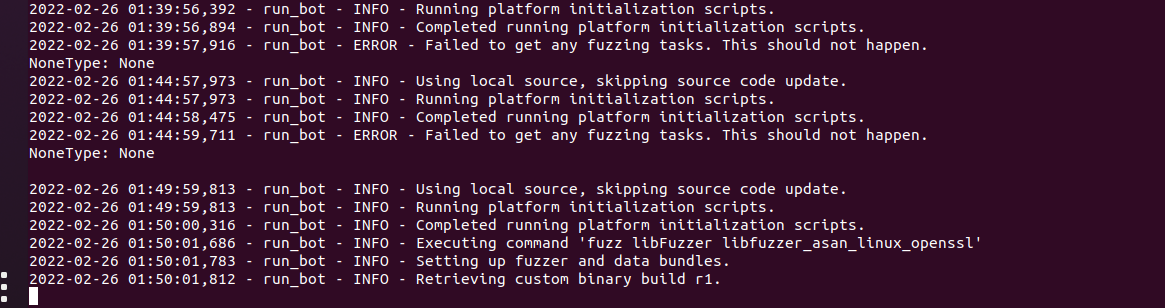 2022-02-26 01:39:56,392 - run_bot - INFO - Running platform initialization scripts.
2022-02-26 01:39:56,894 - run_bot - INFO - Completed running platform initialization scripts.
2022-02-26 01:39:57,916 - run_bot - ERROR - Failed to get any fuzzing tasks. This should not happen.
NoneType: None
2022-02-26 01:44:57,973 - run_bot - INFO - Using local source, skipping source code update.
2022-02-26 01:44:57,973 - run_bot - INFO - Running platform initialization scripts.
2022-02-26 01:44:58,475 - run_bot - INFO - Completed running platform initialization scripts.
2022-02-26 01:44:59,711 - run_bot - ERROR - Failed to get any fuzzing tasks. This should not happen.
NoneType: None
2022-02-26 01:49:59,813 - run_bot - INFO - Using local source, skipping source code update.
2022-02-26 01:49:59,813 - run_bot - INFO - Running platform initialization scripts.
2022-02-26 01:50:00,316 - run_bot - INFO - Completed running platform initialization scripts.
2022-02-26 01:50:01,686 - run_bot - INFO - Executing command 'fuzz libFuzzer libfuzzer_asan_linux_openssl'
2022-02-26 01:50:01,783 - run_bot - INFO - Setting up fuzzer and data bundles.
2022-02-26 01:50:01,812 - run_bot - INFO - Retrieving custom binary build r1.